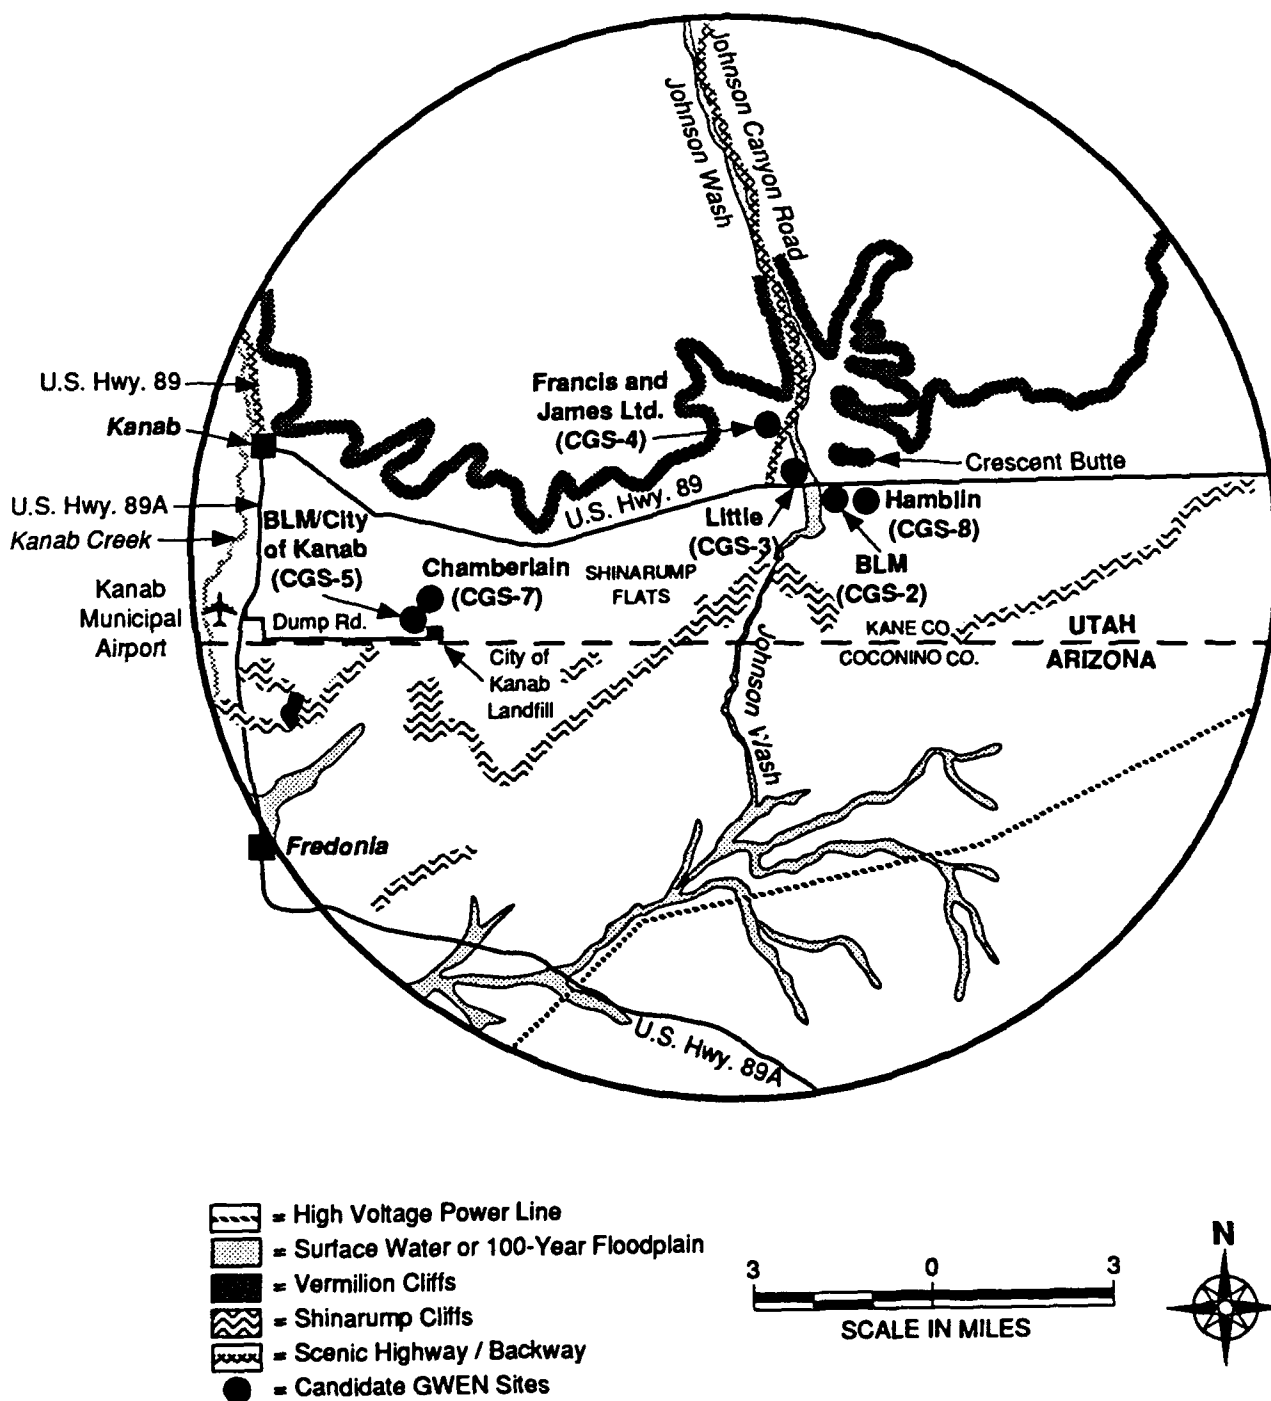 Johnson Canyon Road
Johnson Wash
U.S. Hwy. 89
Kanab
U.S. Hwy. 89A
Kanab Creek
Kanab
Municipal
Airport
BLM/City
of Kanab
(CGS-5)
Chamberlain
(CGS-7)
Dump Rd.
City of
Kanab
Landfill
Francis and
James Ltd.
(CGS-4)
U.S. Hwy. 89
SHINARUMP
FLATS
Little
(CGS-3)
Crescent Butte
Hamblin
(CGS-8)
BLM
(CGS-2)
KANE CO.
UTAH
COCONINO CO.
ARIZONA
Johnson Wash
Fredonia
U.S. Hwy. 89A
= High Voltage Power Line
= Surface Water or 100-Year Floodplain
= Vermilion Cliffs
= Shinarump Cliffs
= Scenic Highway / Backway
= Candidate GWEN Sites
3 0 3
SCALE IN MILES
N